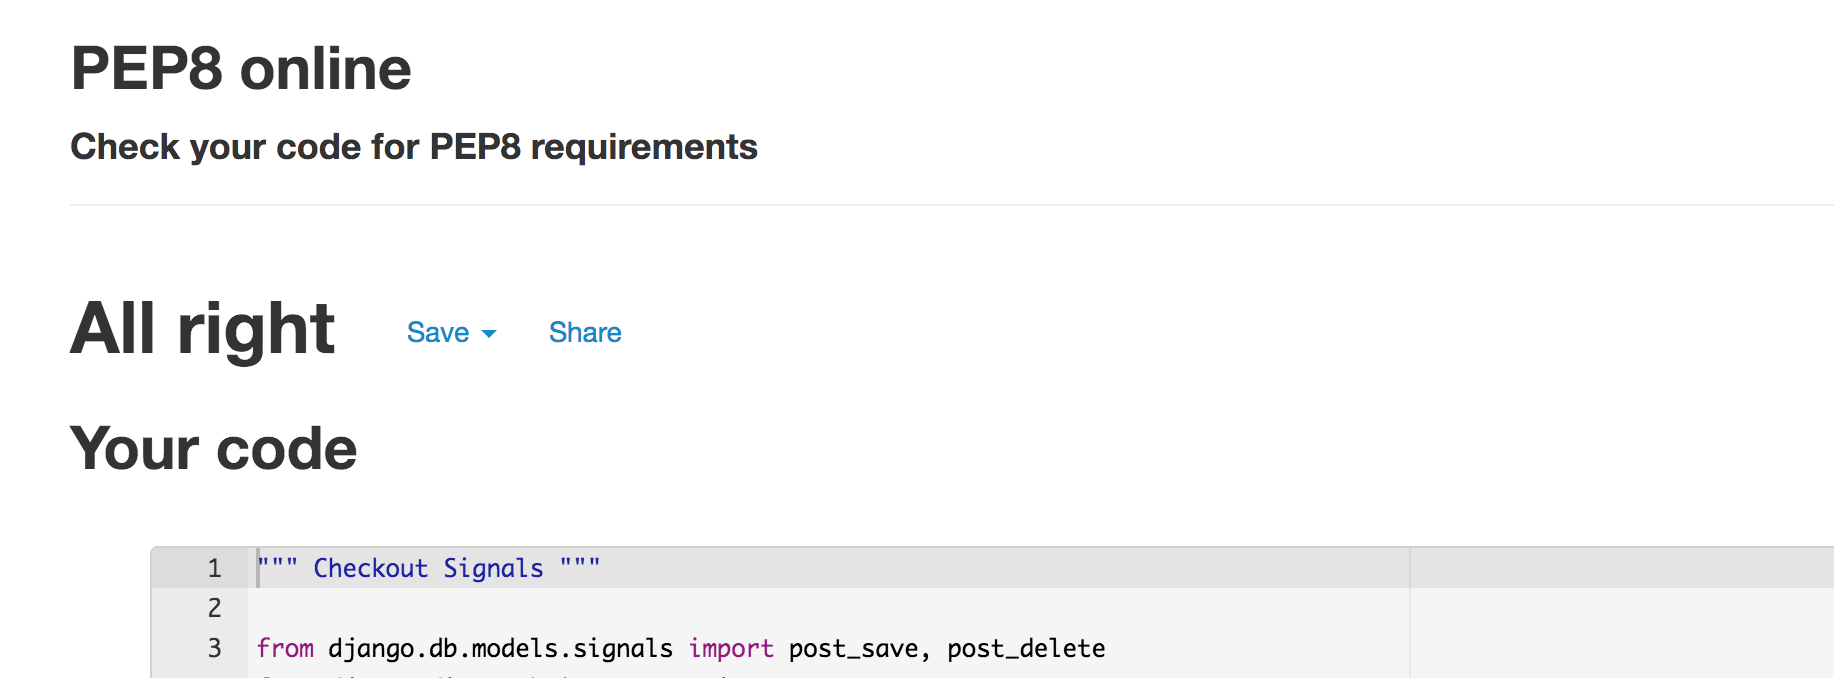 PEP8 online
Check your code for PEP8 requirements
All right Save Share
Your code
1 """ Checkout Signals """
2
3 from django.db.models.signals import post_save, post_delete